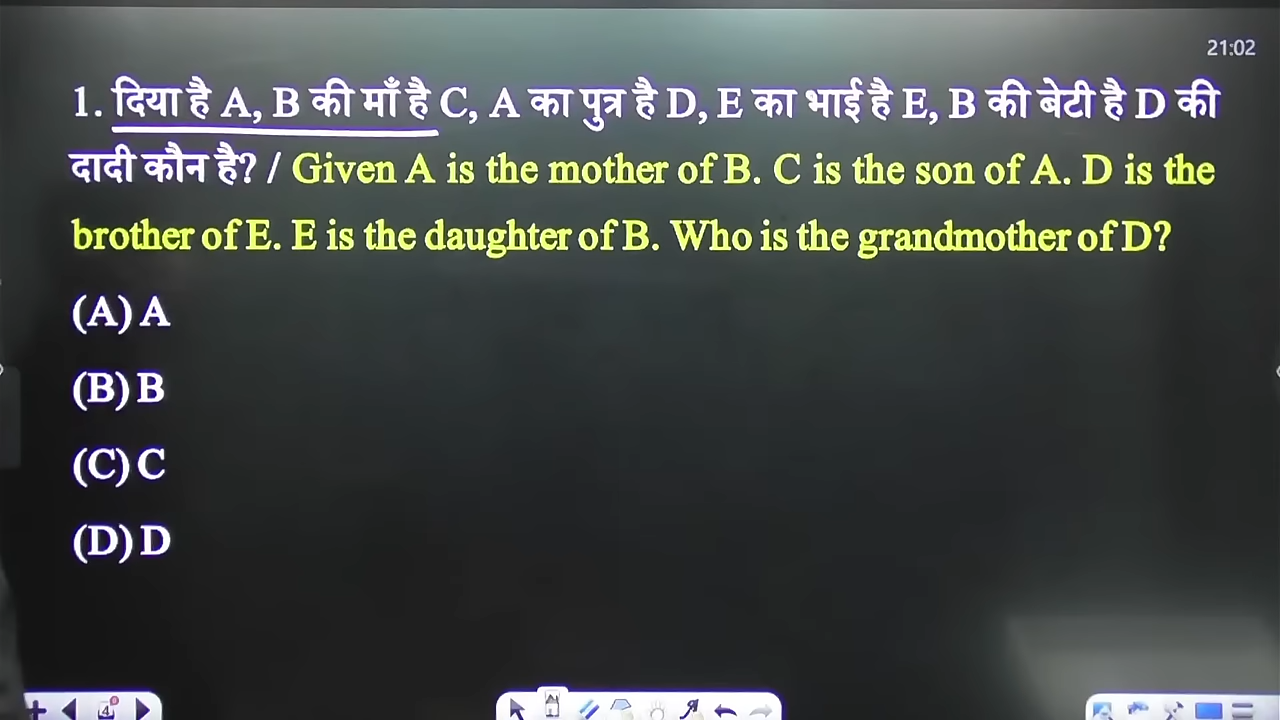 21:02
1. दिया है A, B की माँ है C, A का पुत्र है D, E का भाई है E, B की बेटी है D की
दादी कौन है? / Given A is the mother of B. C is the son of A. D is the
brother of E. E is the daughter of B. Who is the grandmother of D?
(A) A
(B) B
(C) C
(D) D
4